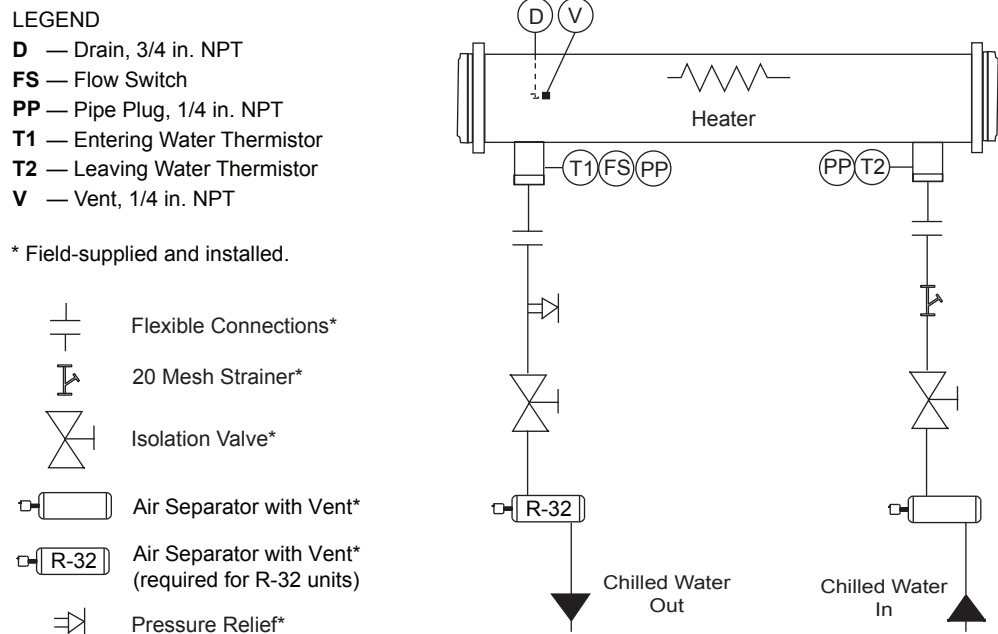 LEGEND
D — Drain, 3/4 in. NPT
FS — Flow Switch
PP — Pipe Plug, 1/4 in. NPT
T1 — Entering Water Thermistor
T2 — Leaving Water Thermistor
V — Vent, 1/4 in. NPT
* Field-supplied and installed.
Flexible Connections*
20 Mesh Strainer*
Isolation Valve*
Air Separator with Vent*
R-32
Air Separator with Vent*
(required for R-32 units)
Pressure Relief*
D V
Heater
T1 FS PP
PP T2
R-32
Chilled Water
Out
Chilled Water
In